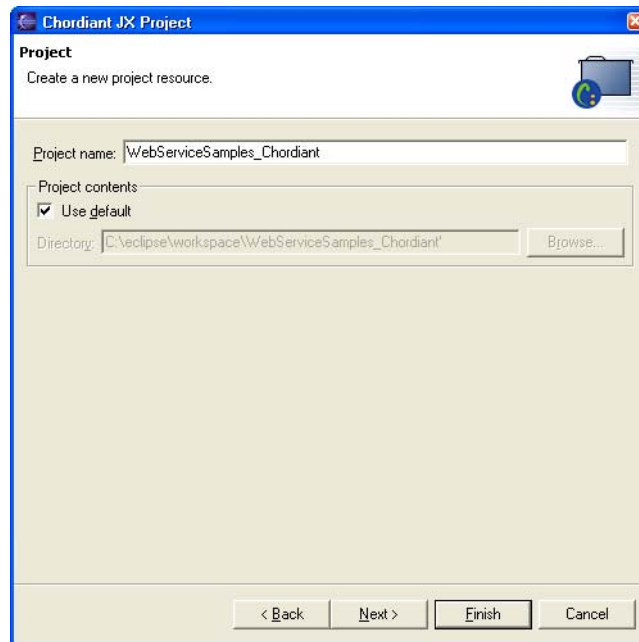 Chordiant JX Project
Project
Create a new project resource.
Project name: WebServiceSamples_Chordiant
Project contents
Use default
Directory: C:\eclipse\workspace\WebServiceSamples_Chordiant'
Browse...
< Back
Next >
Finish
Cancel